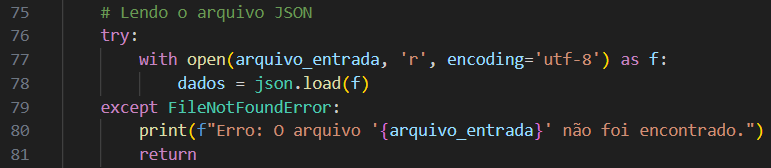 75 # Lendo o arquivo JSON
76 try:
77 with open(arquivo_entrada, 'r', encoding='utf-8') as f:
78 dados = json.load(f)
79 except FileNotFoundError:
80 print(f"Erro: O arquivo '{arquivo_entrada}' não foi encontrado.")
81 return